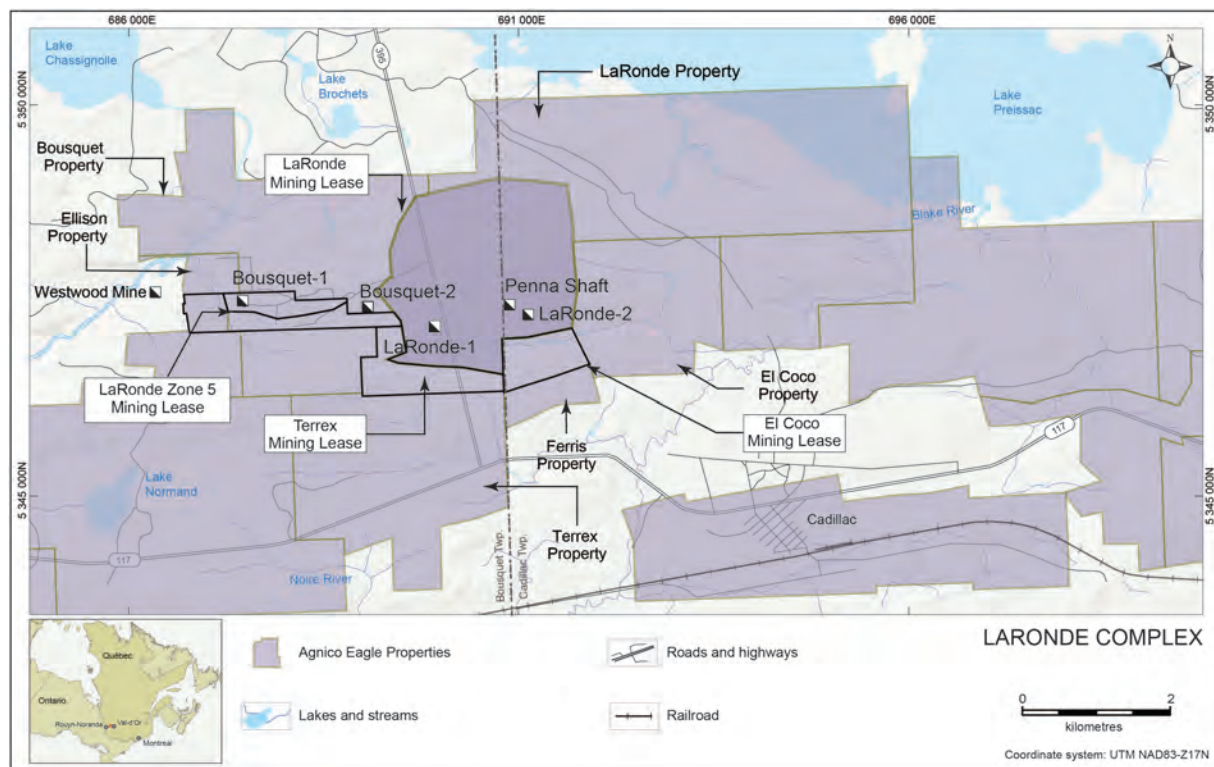 686 000E
691 000E
696 000E
Lake
Chassignolle
395
N
LaRonde Property
Lake
Brochets
Lake
Preissac
5 350 000N
5 350 000N
Bousquet
Property
LaRonde
Mining Lease
Ellison
Property
Blake River
Westwood Mine
Bousquet-1
Bousquet-2
Penna Shaft
LaRonde-2
LaRonde-1
LaRonde Zone 5
Mining Lease
El Coco
Property
Terrex
Mining Lease
Ferris
Property
El Coco
Mining Lease
117
Lake
Normand
5 345 000N
5 345 000N
Cadillac
Terrex
Property
Bousquet Twp.
Cadillac Twp.
117
Noire River
Québec
Ontario
Rouyn-Noranda
Val-d'Or
Montréal
Agnico Eagle Properties
Roads and highways
Lakes and streams
Railroad
LARONDE COMPLEX
0 2
kilometres
Coordinate system: UTM NAD83-Z17N